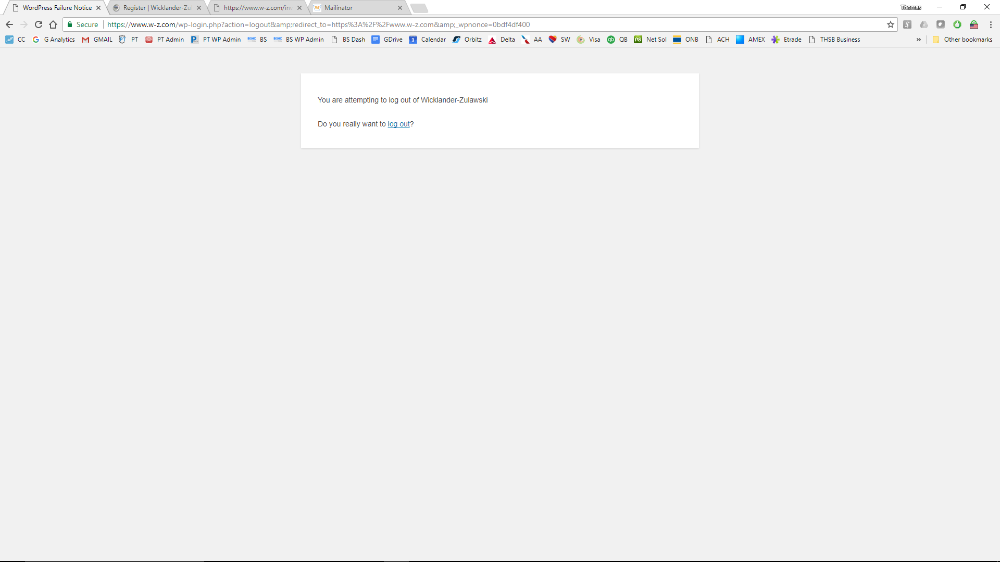 WordPress Failure Notice
Register | Wicklander-Zul
https://www.w-z.com/inv
Mailinator
Thomas
Secure
https://www.w-z.com/wp-login.php?action=logout&amp;redirect_to=https%3A%2F%2Fwww.w-z.com&amp;_wpnonce=0bdf4df400
CC G Analytics GMAIL PT PT Admin PT WP Admin BS BS WP Admin BS Dash GDrive 3 Calendar Orbitz Delta AA SW Visa QB Net Sol ONB ACH AMEX Etrade THSB Business » Other bookmarks
You are attempting to log out of Wicklander-Zulawski
Do you really want to log out?